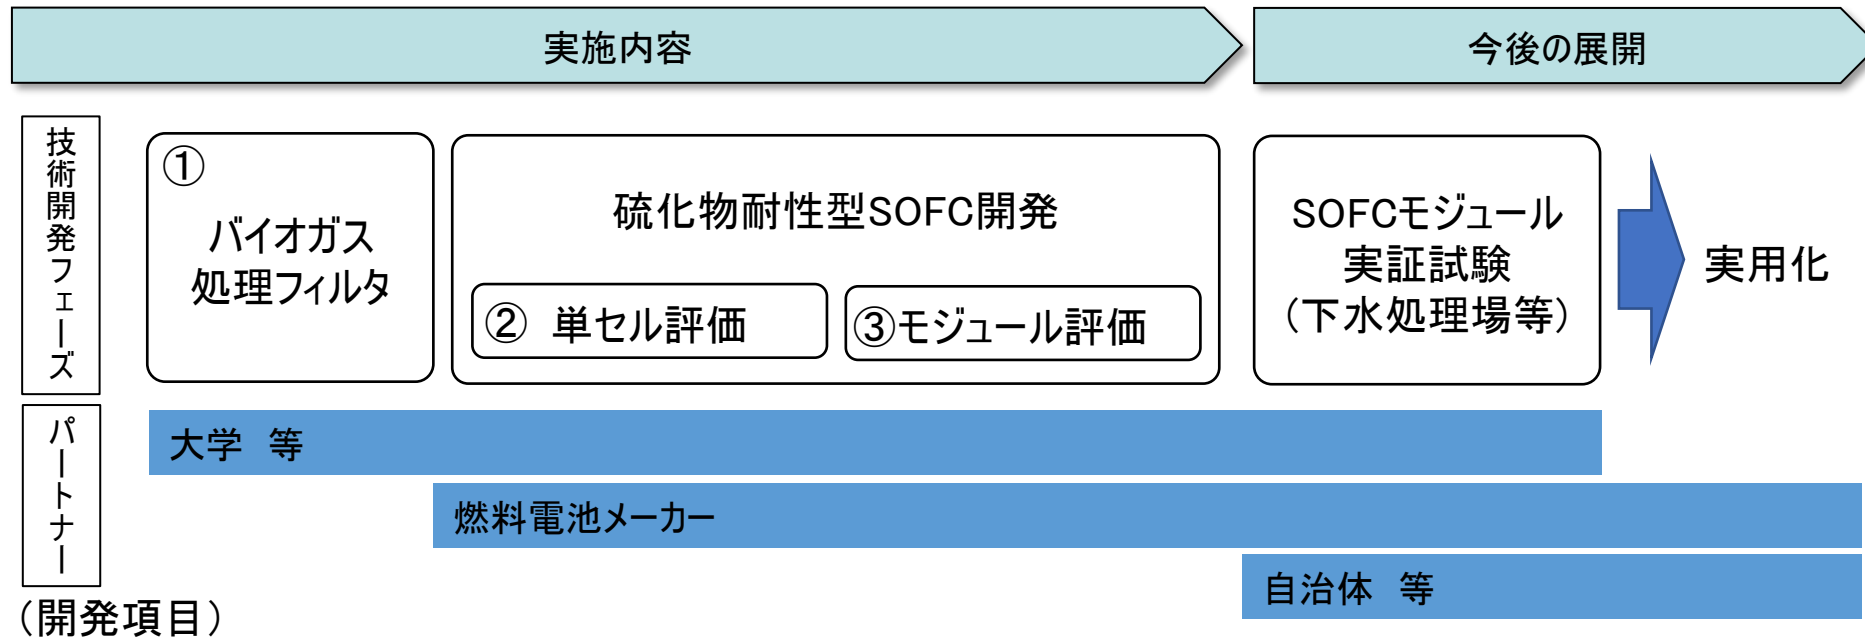 実施内容
今後の展開
技術開発フェーズ
①
バイオガス
処理フィルタ
硫化物耐性型SOFC開発
② 単セル評価
③モジュール評価
SOFCモジュール
実証試験
(下水処理場等)
実用化
パートナー
大学 等
燃料電池メーカー
自治体 等
(開発項目)